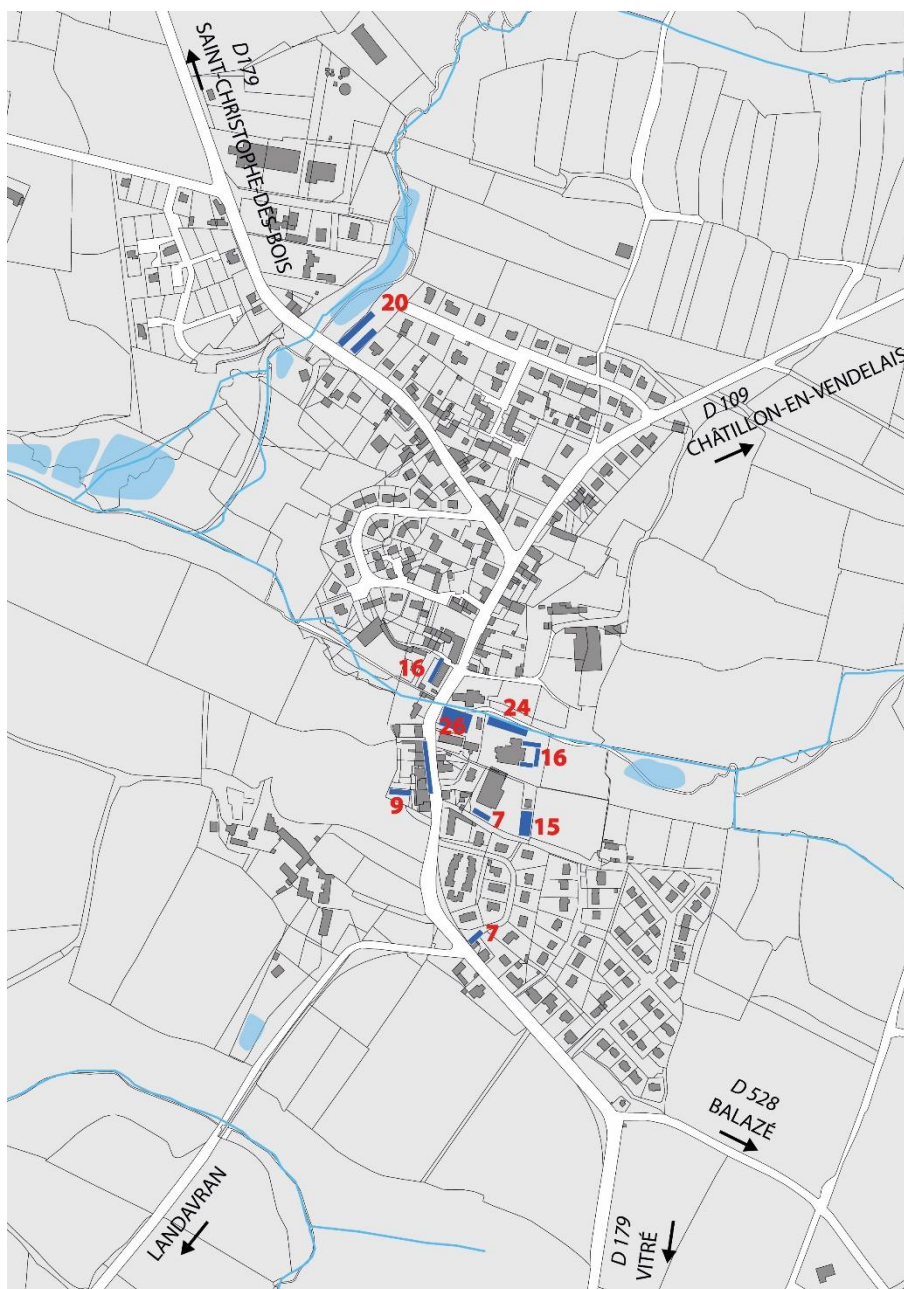 D179
SAINT-CHRISTOPHE-DES-BOIS
20
D 109
CHÂTILLON-EN-VENDELAIS
16
24
26
16
9
7
15
7
D 528
BALAZÉ
LANDAVRAN
D 179
VITRÉ